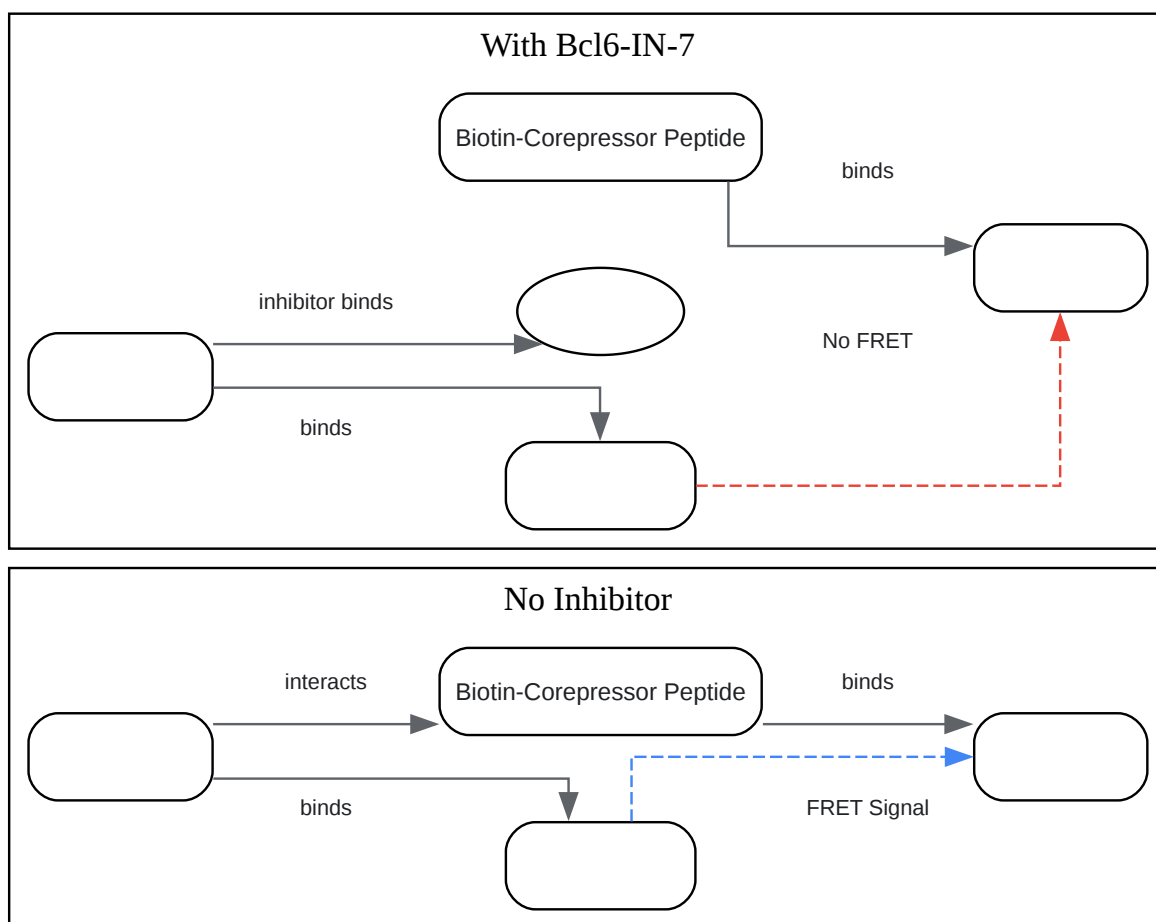 With Bcl6-IN-7
Biotin-Corepressor Peptide
binds
inhibitor binds
No FRET
binds
No Inhibitor
interacts
Biotin-Corepressor Peptide
binds
binds
FRET Signal